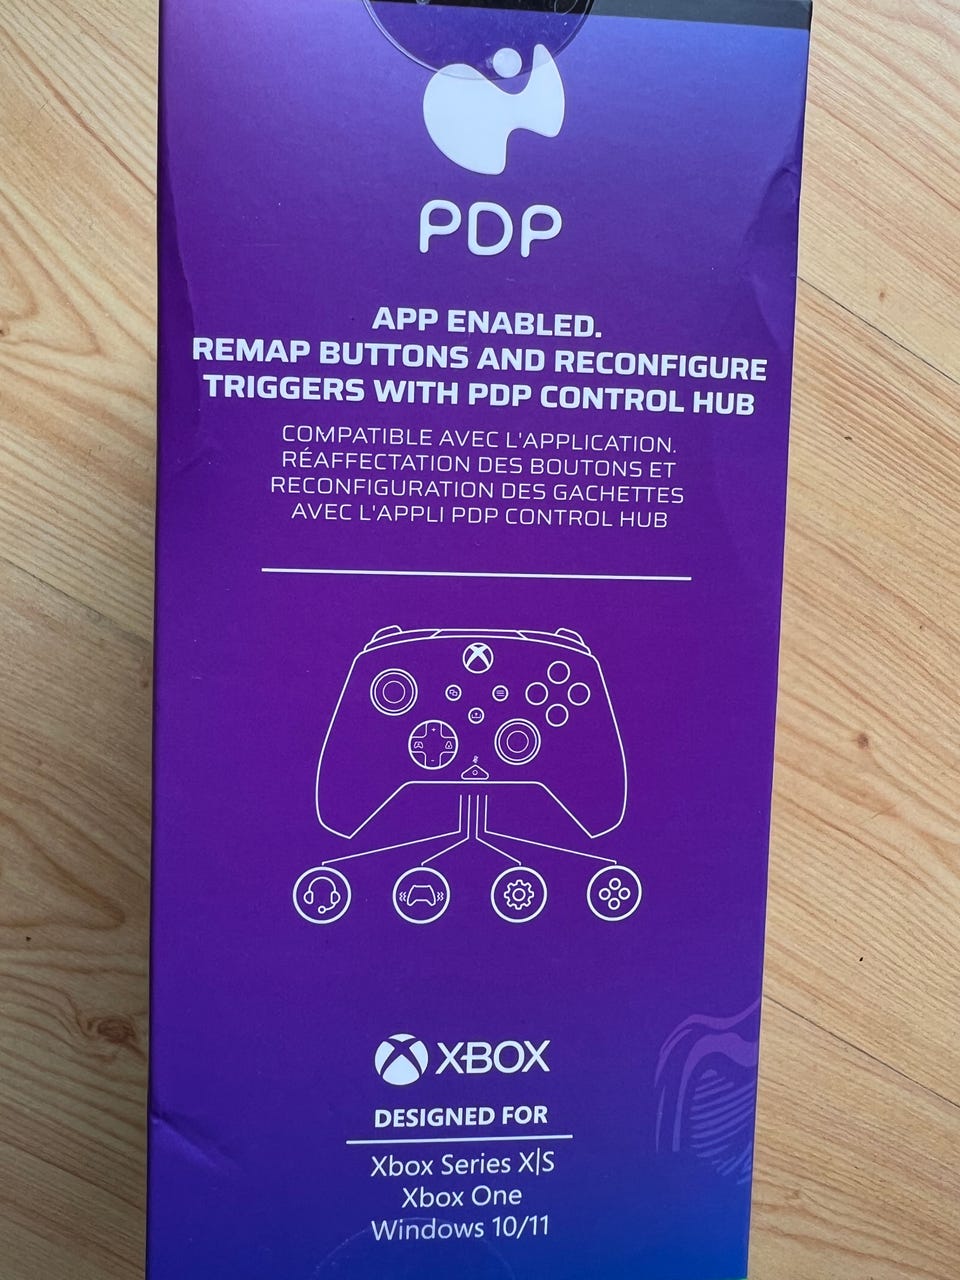 PDP
APP ENABLED.
REMAP BUTTONS AND RECONFIGURE
TRIGGERS WITH PDP CONTROL HUB
COMPATIBLE AVEC L'APPLICATION.
RÉAFFECTATION DES BOUTONS ET
RECONFIGURATION DES GACHETTES
AVEC L'APPLI PDP CONTROL HUB
XBOX
DESIGNED FOR
Xbox Series X|S
Xbox One
Windows 10/11